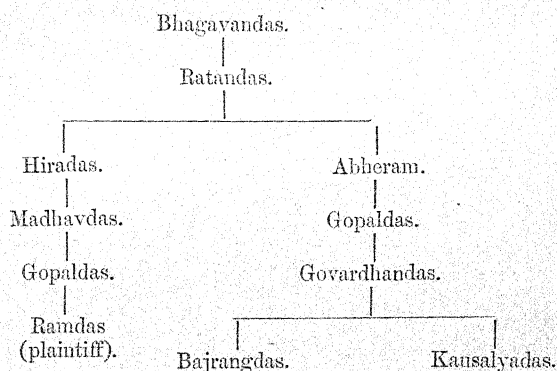 Bhagavandas.
Ratandas.
Hiradas. Abheram.
Madhavdas. Gopaldas.
Gopaldas. Govardhandas.
Ramdas
(plaintiff).
Bajrangdas. Kausalyadas.